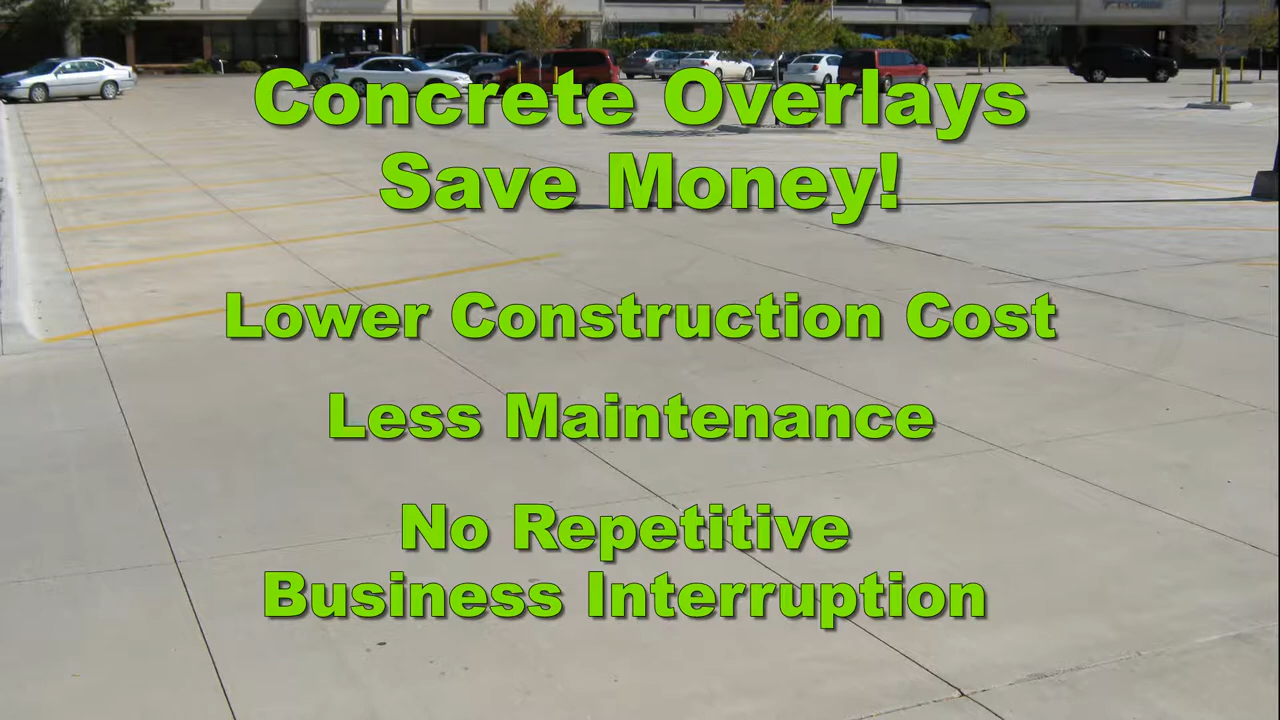 Concrete Overlays
Save Money!
Lower Construction Cost
Less Maintenance
No Repetitive
Business Interruption